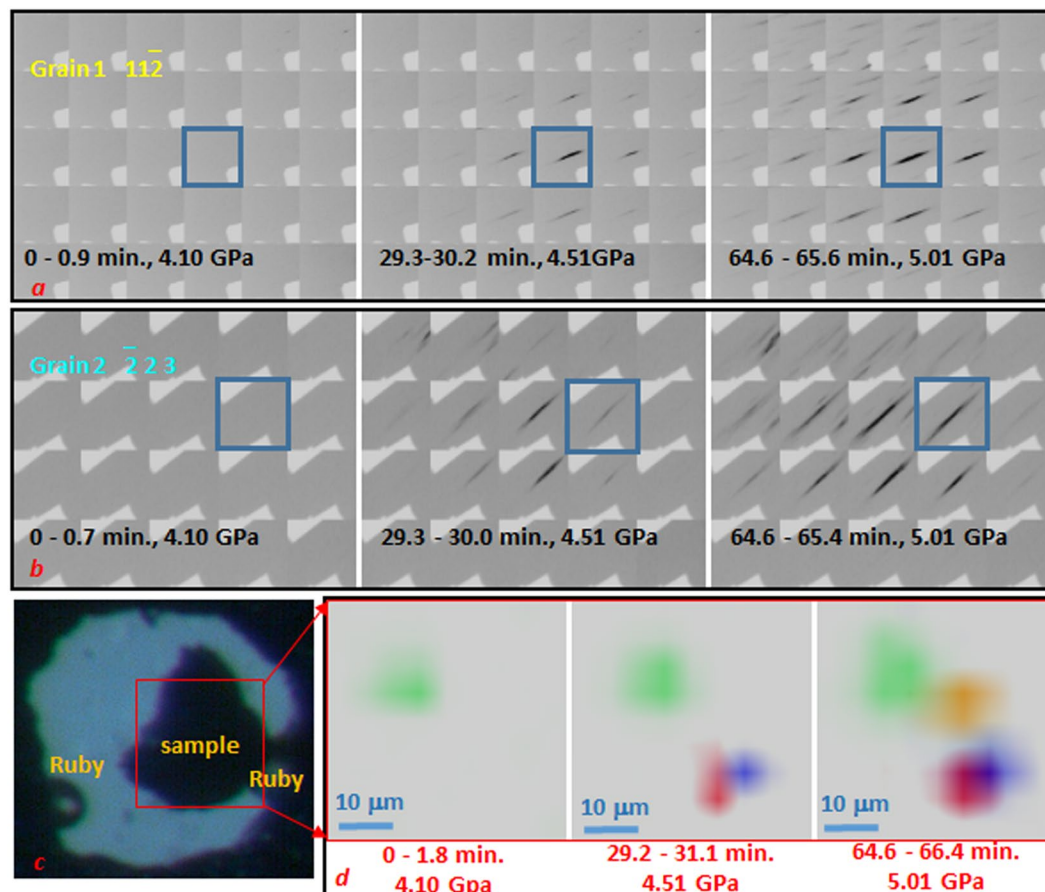 Grain 1 11̅2
0 - 0.9 min., 4.10 GPa
29.3-30.2 min., 4.51GPa
64.6 - 65.6 min., 5.01 GPa
a
Grain 2 ̅2 2 3
0 - 0.7 min., 4.10 GPa
29.3 - 30.0 min., 4.51 GPa
64.6 - 65.4 min., 5.01 GPa
b
Ruby
sample
Ruby
c
10 µm
10 µm
10 µm
0 - 1.8 min.
4.10 Gpa
29.2 - 31.1 min.
4.51 GPa
64.6 - 66.4 min.
5.01 GPa
d